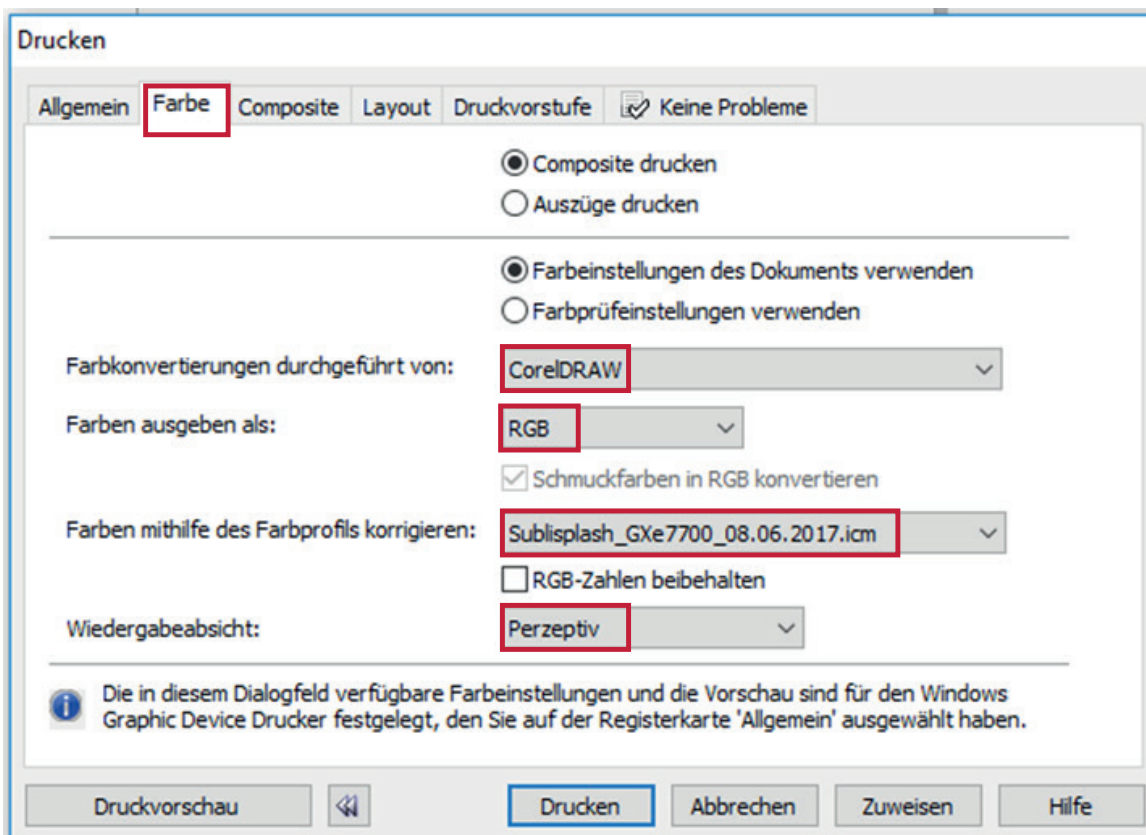 Drucken
Allgemein Farbe Composite Layout Druckvorstufe Keine Probleme
Composite drucken
Auszüge drucken
Farbeinstellungen des Dokuments verwenden
Farbprüfeinstellungen verwenden
Farbkonvertierungen durchgeführt von: CorelDRAW
Farben ausgeben als: RGB
Schmuckfarben in RGB konvertieren
Farben mithilfe des Farbprofils korrigieren: Sublisplash_GXe7700_08.06.2017.icm
RGB-Zahlen beibehalten
Wiedergabeabsicht: Perzeptiv
Die in diesem Dialogfeld verfügbare Farbeinstellungen und die Vorschau sind für den Windows
Graphic Device Drucker festgelegt, den Sie auf der Registerkarte 'Allgemein' ausgewählt haben.
Druckvorschau Drucken Abbrechen Zuweisen Hilfe